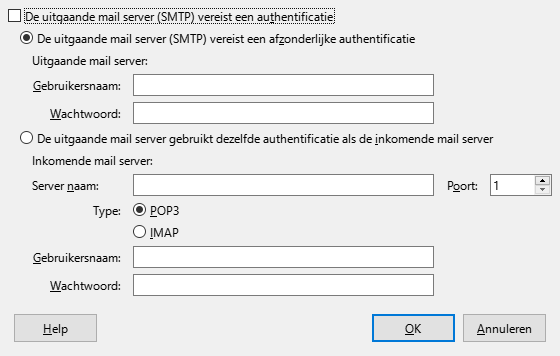 De uitgaande mail server (SMTP) vereist een authentificatie
De uitgaande mail server (SMTP) vereist een afzonderlijke authentificatie
Uitgaande mail server:
Gebruikersnaam:
Wachtwoord:
De uitgaande mail server gebruikt dezelfde authentificatie als de inkomende mail server
Inkomende mail server:
Server naam: Poort: 1
Type: POP3
IMAP
Gebruikersnaam:
Wachtwoord:
Help OK Annuleren